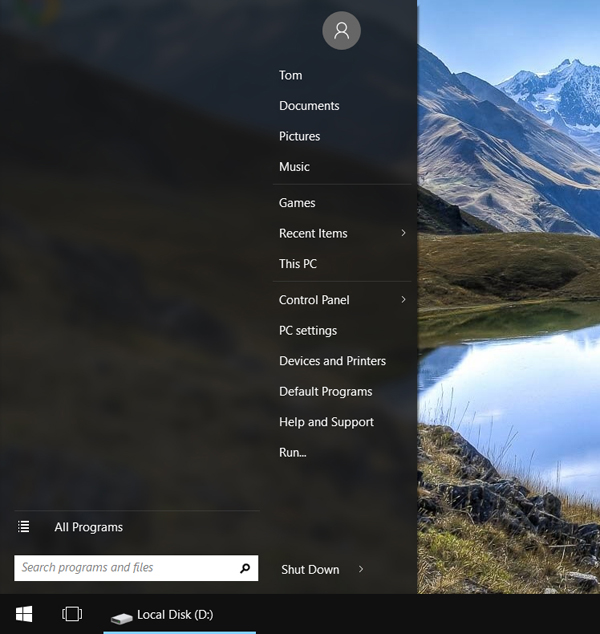 Tom
Documents
Pictures
Music
Games
Recent Items
This PC
Control Panel
PC settings
Devices and Printers
Default Programs
Help and Support
Run...
All Programs
Search programs and files
Shut Down
Local Disk (D:)